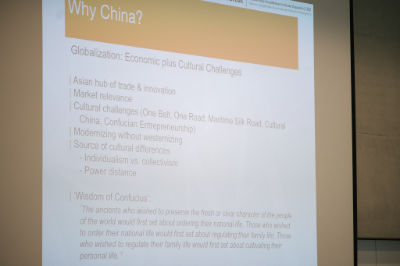 Why China?
Globalization: Economic plus Cultural Challenges
| Asian hub of trade & innovation
| Market relevance
| Cultural challenges (One Belt, One Road, Maritime Silk Road, Cultural
China, Confucian Entrepreneurship)
| Modernizing without westernizing
| Source of cultural differences
- Individualism vs. collectivism
- Power distance
| 'Wisdom of Confucius':
"The ancients who wished to preserve the fresh or clear character of the people
of the world would first set about ordering their national life. Those who wished
to order their national life would first set about regulating their family life. Those
who wished to regulate their family life would first set about cultivating their
personal life."